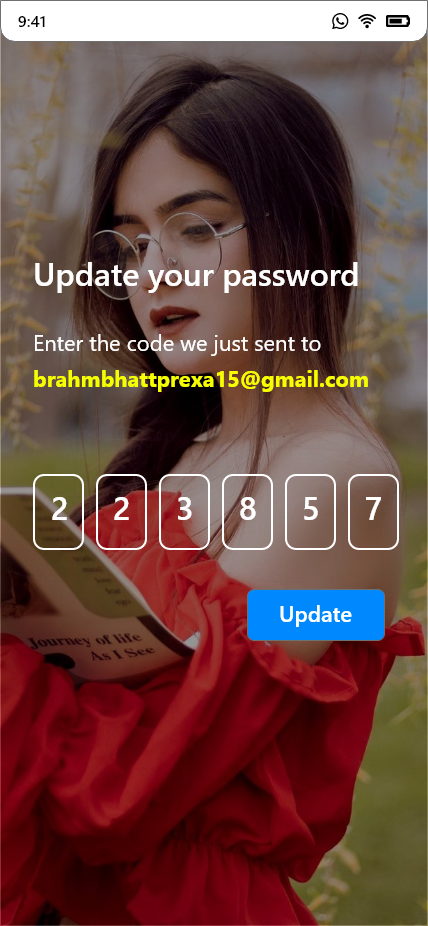 9:41
Update your password
Enter the code we just sent to
brahmbhattprexa15@gmail.com
2 2 3 8 5 7
Update
Journey of life
As I See